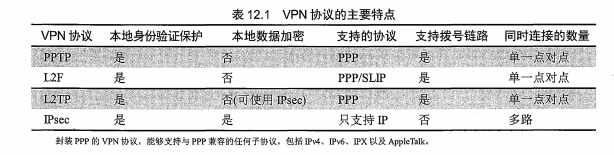 表 12.1 VPN 协议的主要特点
VPN 协议 本地身份验证保护 本地数据加密 支持的协议 支持拨号链路 同时连接的数量
PPTP 是 否 PPP 是 单一点对点
L2F 是 否 PPP/SLIP 是 单一点对点
L2TP 是 否(可使用 IPsec) PPP 是 单一点对点
IPsec 是 是 只支持 IP 否 多路
封装 PPP 的 VPN 协议，能够支持与 PPP 兼容的任何子协议，包括 IPv4、IPv6、IPX 以及 AppleTalk。